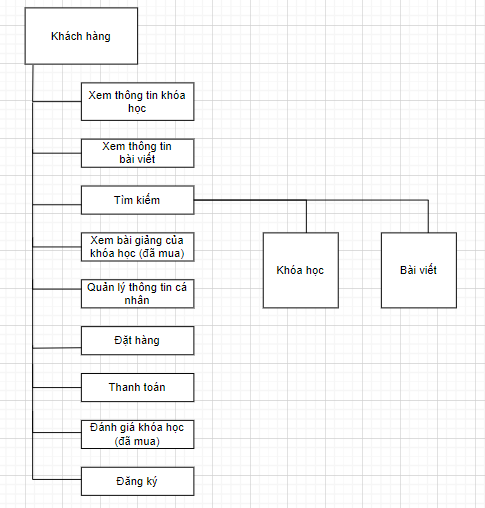 Khách hàng
Xem thông tin khóa
học
Xem thông tin
bài viết
Tìm kiếm
Xem bài giảng của
khóa học (đã mua)
Khóa học
Bài viết
Quản lý thông tin cá
nhân
Đặt hàng
Thanh toán
Đánh giá khóa học
(đã mua)
Đăng ký